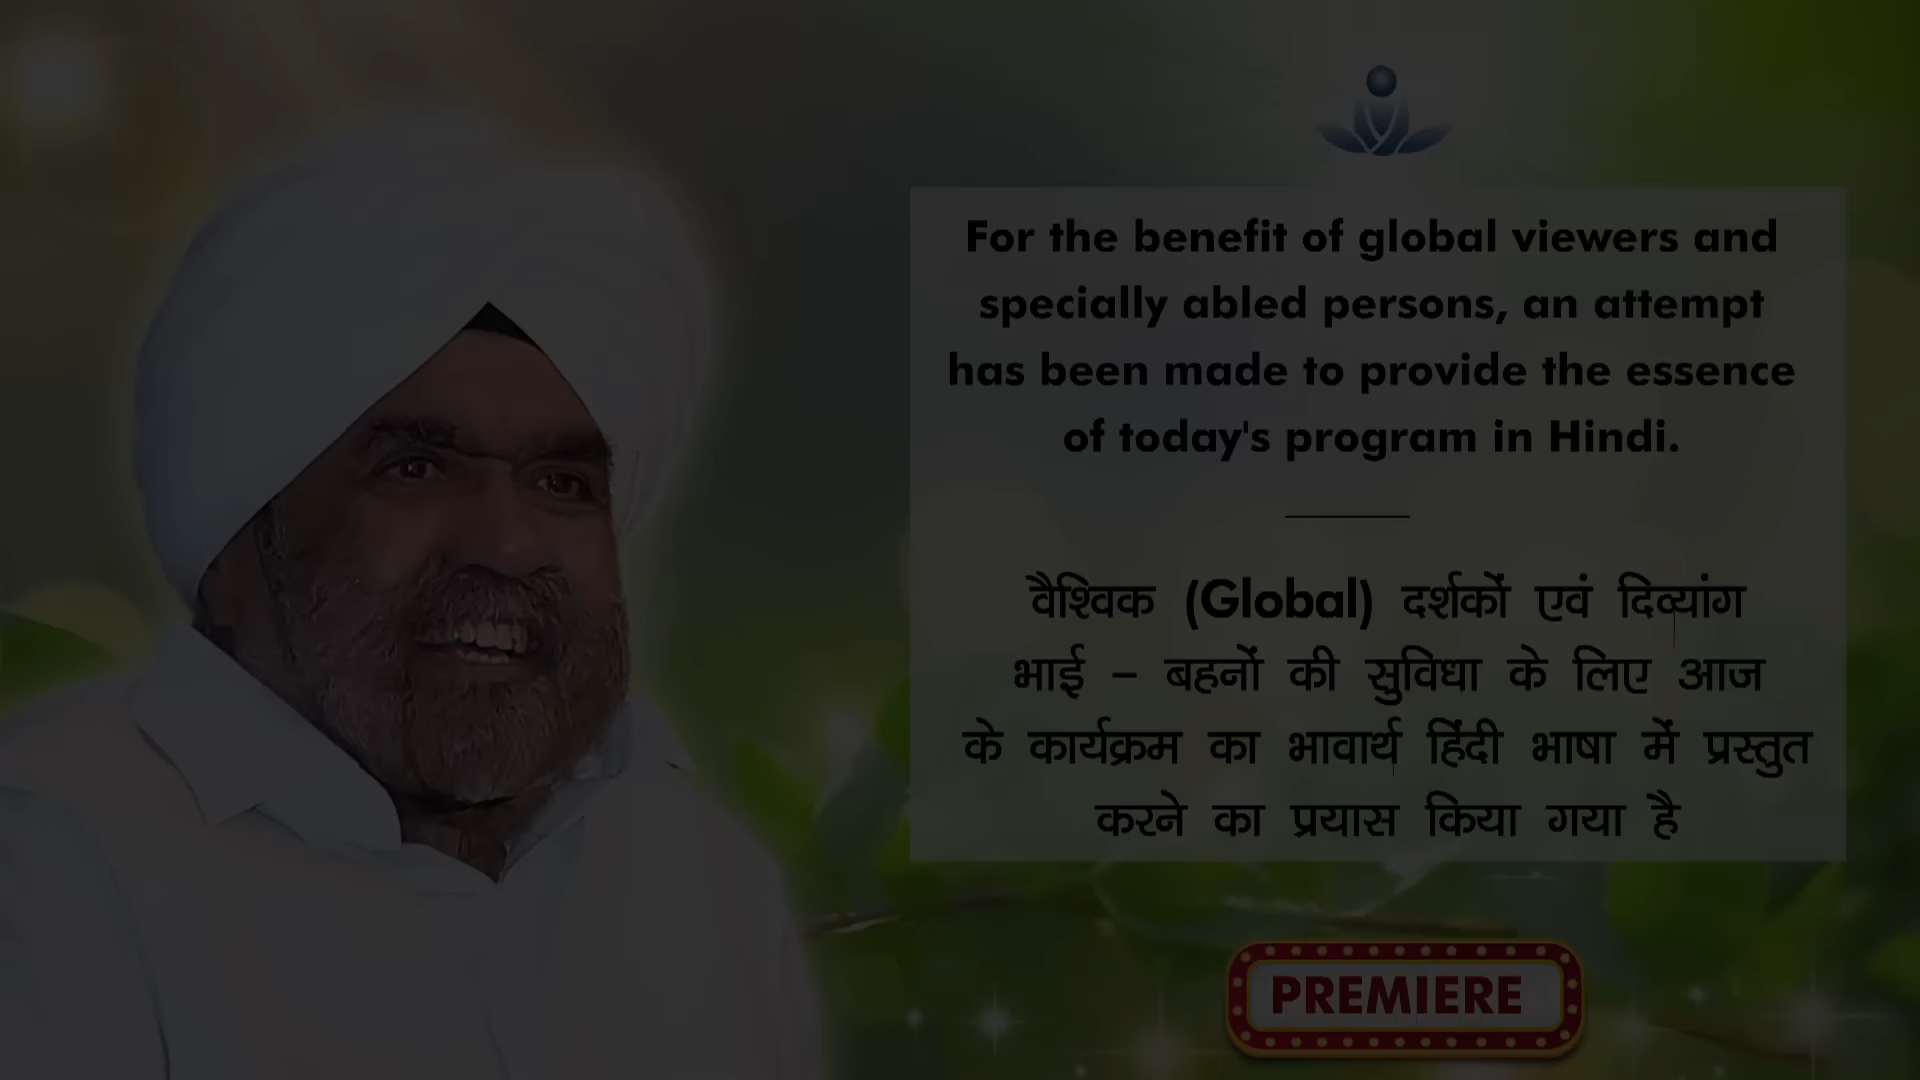 For the benefit of global viewers and
specially abled persons, an attempt
has been made to provide the essence
of today's program in Hindi.
वैश्विक (Global) दर्शकों एवं दिव्यांग
भाई – बहनों की सुविधा के लिए आज
के कार्यक्रम का भावार्थ हिंदी भाषा में प्रस्तुत
करने का प्रयास किया गया है
PREMIERE